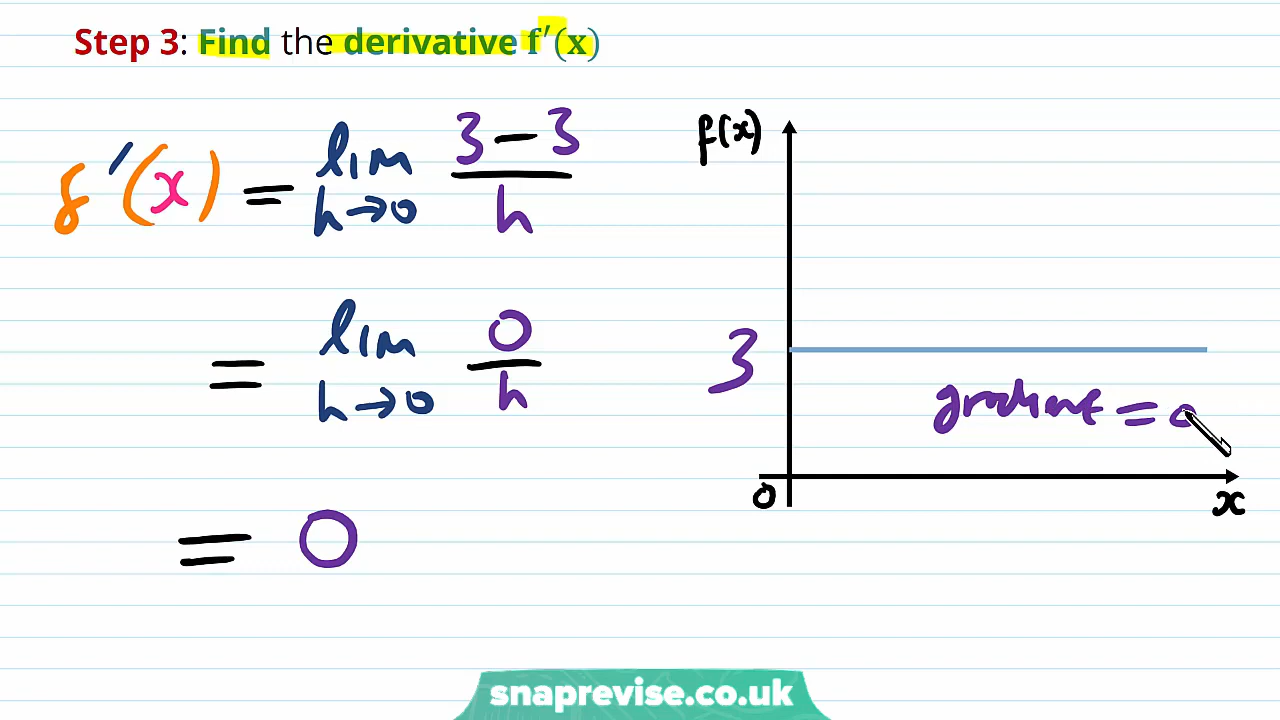 Step 3: Find the derivative f′(x)
f′(x) = lim h→0 3 – 3 / h
= lim h→0 0 / h
= 0
f(x)
3
gradient = 0
0
x
snaprevise.co.uk